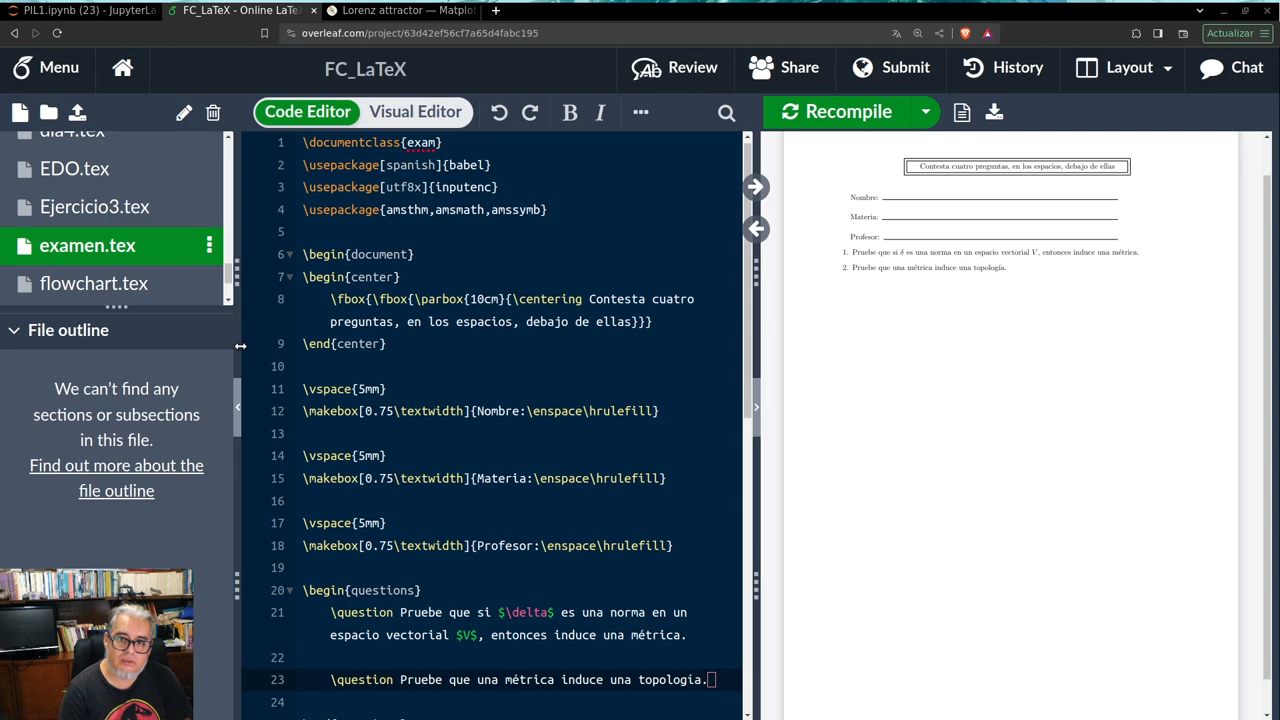 PIL1.ipynb (23) - JupyterLa
FC_LaTeX - Online LaTe
Lorenz attractor — Matplot
overleaf.com/project/63d42ef56cf7a65d4fabc195
Actualizar
Menu
FC_LaTeX
Review
Share
Submit
History
Layout
Chat
Code Editor
Visual Editor
B
I
Recompile
dia4.tex
EDO.tex
Ejercicio3.tex
examen.tex
flowchart.tex
File outline
We can't find any
sections or subsections
in this file.
Find out more about the
file outline
1 \documentclass{exam}
2 \usepackage[spanish]{babel}
3 \usepackage[utf8x]{inputenc}
4 \usepackage{amsthm,amsmath,amssymb}
5
6 \begin{document}
7 \begin{center}
8 \fbox{\fbox{\parbox{10cm}{\centering Contesta cuatro
preguntas, en los espacios, debajo de ellas}}}
9 \end{center}
10
11 \vspace{5mm}
12 \makebox[0.75\textwidth]{Nombre:\enspace\hrulefill}
13
14 \vspace{5mm}
15 \makebox[0.75\textwidth]{Materia:\enspace\hrulefill}
16
17 \vspace{5mm}
18 \makebox[0.75\textwidth]{Profesor:\enspace\hrulefill}
19
20 \begin{questions}
21 \question Pruebe que si $\delta$ es una norma en un
espacio vectorial $V$, entonces induce una métrica.
22
23 \question Pruebe que una métrica induce una topología.
24
Contesta cuatro preguntas, en los espacios, debajo de ellas
Nombre:
Materia:
Profesor:
1. Pruebe que si δ es una norma en un espacio vectorial V, entonces induce una métrica.
2. Pruebe que una métrica induce una topología.